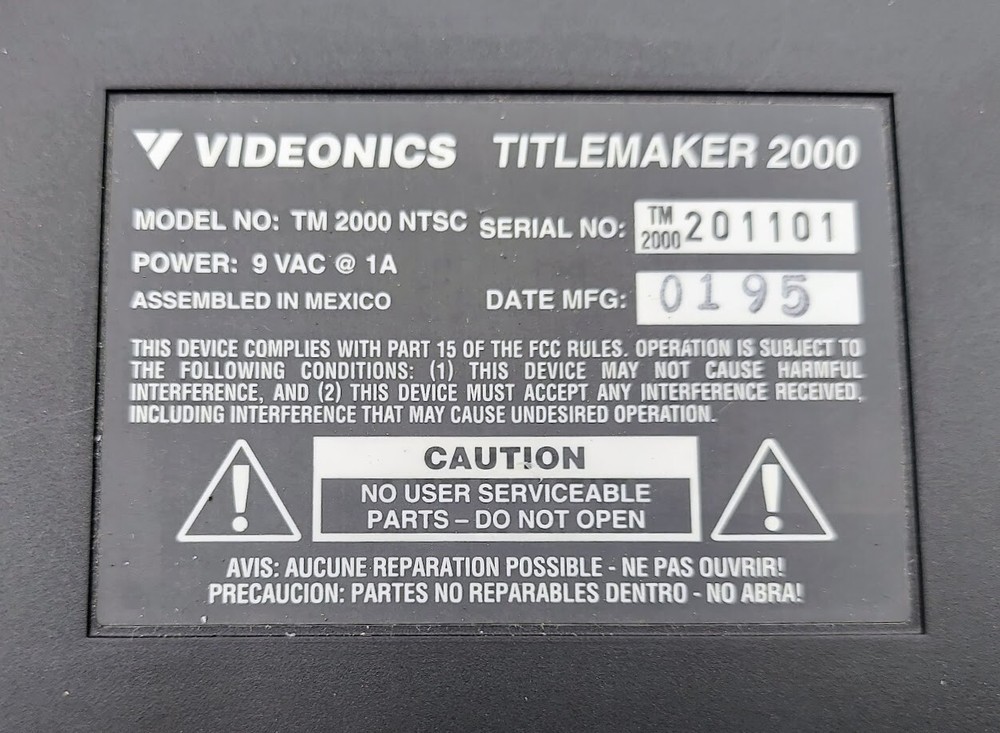 VIDEONICS TITLEMAKER 2000
MODEL NO: TM 2000 NTSC SERIAL NO: TM 2000 201101
POWER: 9 VAC @ 1A
ASSEMBLED IN MEXICO DATE MFG: 0195
THIS DEVICE COMPLIES WITH PART 15 OF THE FCC RULES. OPERATION IS SUBJECT TO
THE FOLLOWING CONDITIONS: (1) THIS DEVICE MAY NOT CAUSE HARMFUL
INTERFERENCE, AND (2) THIS DEVICE MUST ACCEPT ANY INTERFERENCE RECEIVED,
INCLUDING INTERFERENCE THAT MAY CAUSE UNDESIRED OPERATION.
CAUTION
NO USER SERVICEABLE
PARTS – DO NOT OPEN
AVIS: AUCUNE REPARATION POSSIBLE - NE PAS OUVRIR!
PRECAUCION: PARTES NO REPARABLES DENTRO - NO ABRA!